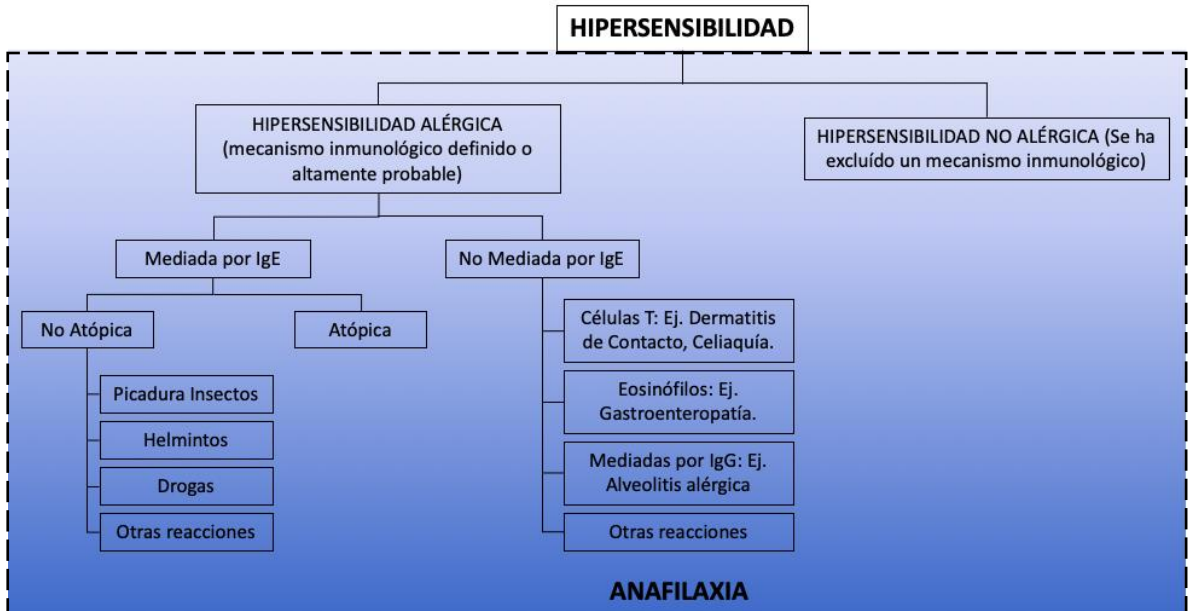 HIPERSENSIBILIDAD
HIPERSENSIBILIDAD ALÉRGICA
(mecanismo inmunológico definido o
altamente probable)
HIPERSENSIBILIDAD NO ALÉRGICA (Se ha
excluído un mecanismo inmunológico)
Mediada por IgE
No Mediada por IgE
No Atópica
Atópica
Picadura Insectos
Helmintos
Drogas
Otras reacciones
Células T: Ej. Dermatitis
de Contacto, Celiaquía.
Eosinófilos: Ej.
Gastroenteropatía.
Mediadas por IgG: Ej.
Alveolitis alérgica
Otras reacciones
ANAFILAXIA